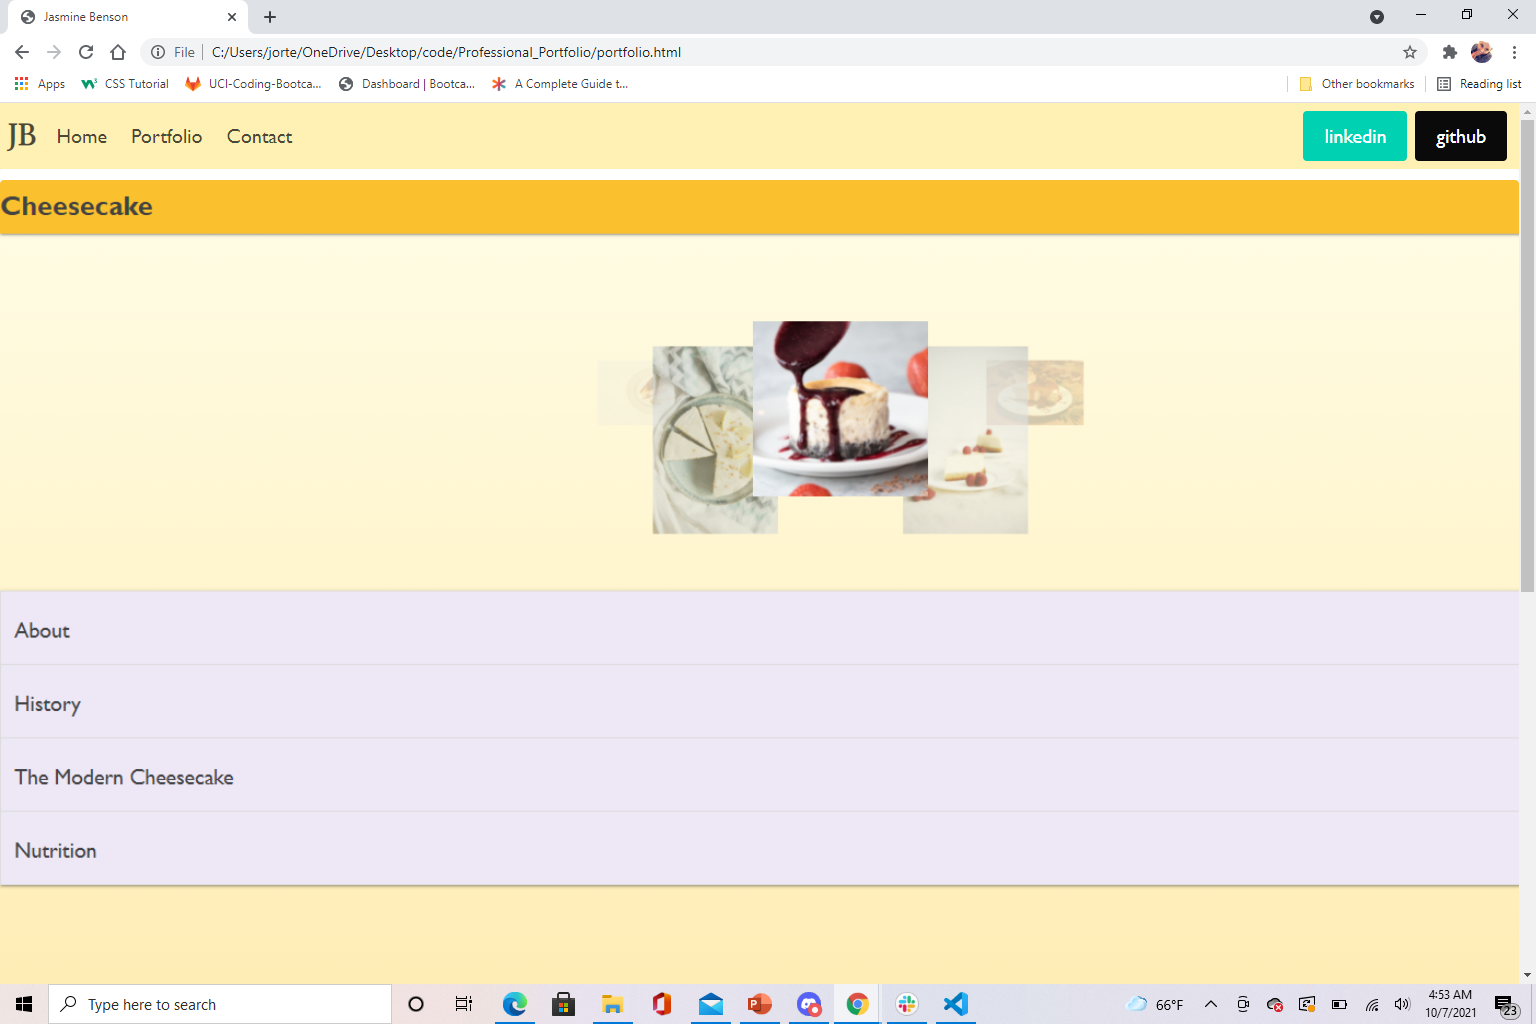 Jasmine Benson
File C:/Users/jorte/OneDrive/Desktop/code/Professional_Portfolio/portfolio.html
Apps CSS Tutorial UCI-Coding-Bootca... Dashboard | Bootca... A Complete Guide t... Other bookmarks Reading list
JB Home Portfolio Contact linkedin github
Cheesecake
About
History
The Modern Cheesecake
Nutrition
Type here to search 66°F 4:53 AM
10/7/2021 23